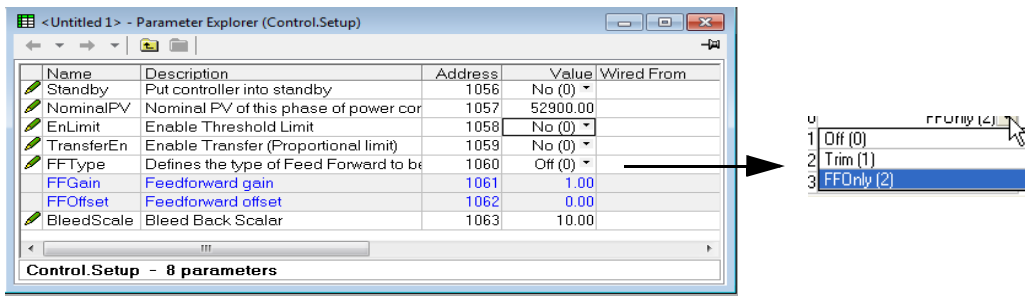 <Untitled 1> - Parameter Explorer (Control.Setup)
Name Description Address Value Wired From
Standby Put controller into standby 1056 No (0)
NominalPV Nominal PV of this phase of power cor 1057 52900.00
EnLimit Enable Threshold Limit 1058 No (0)
TransferEn Enable Transfer (Proportional limit) 1059 No (0)
FFType Defines the type of Feed Forward to be 1060 Off (0)
FFGain Feedforward gain 1061 1.00
FFOffset Feedforward offset 1062 0.00
BleedScale Bleed Back Scalar 1063 10.00
Control.Setup - 8 parameters
0 FFOnly (2)
1 Off (0)
2 Trim (1)
3 FFOnly (2)